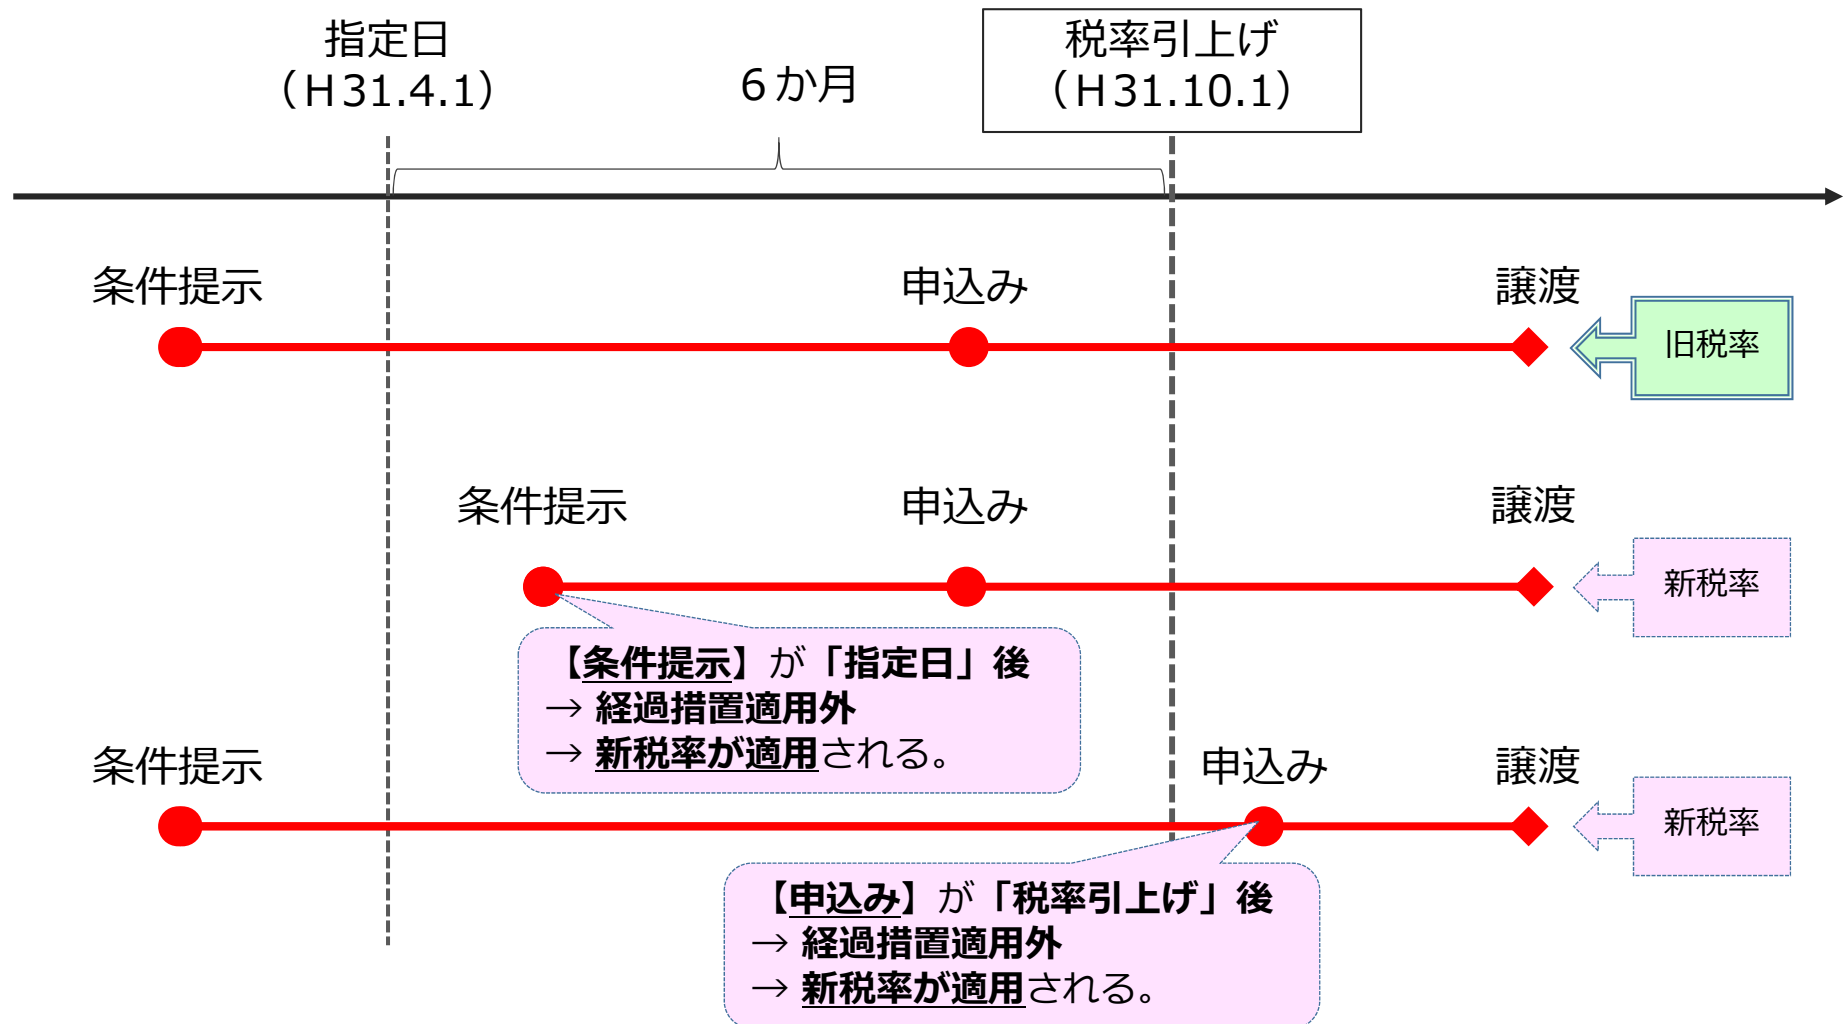 指定日
（H31.4.1）
６か月
税率引上げ
（H31.10.1）
条件提示
申込み
譲渡
旧税率
条件提示
申込み
譲渡
新税率
【条件提示】が「指定日」後
→ 経過措置適用外
→ 新税率が適用される。
条件提示
申込み
譲渡
新税率
【申込み】が「税率引上げ」後
→ 経過措置適用外
→ 新税率が適用される。